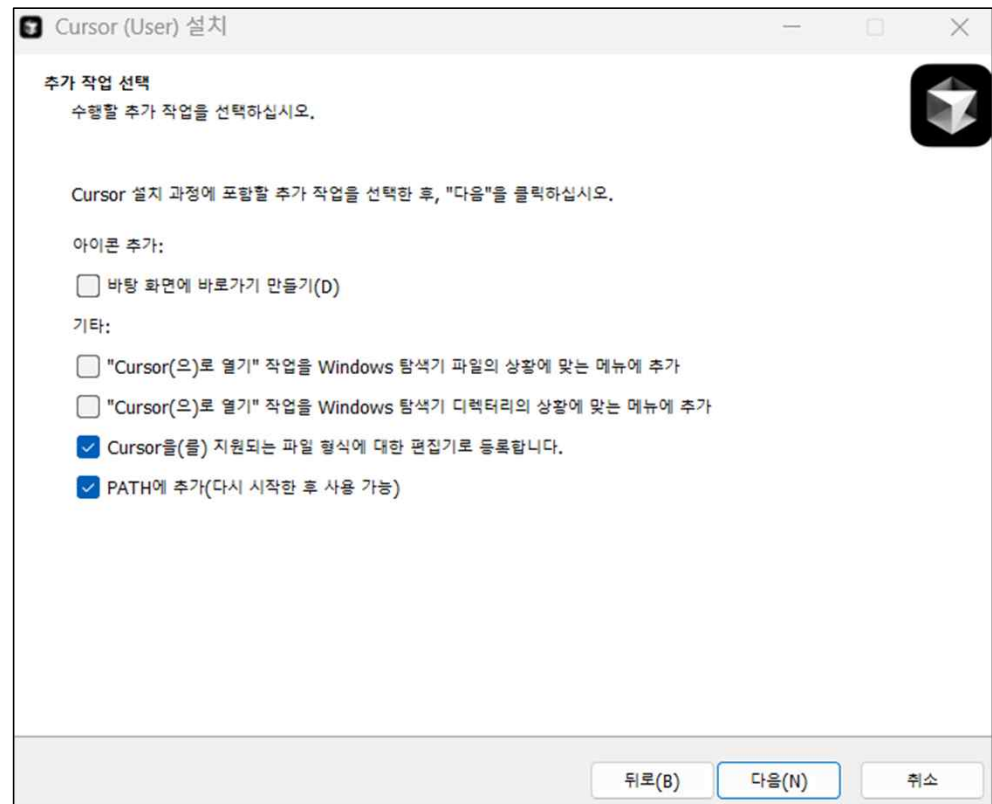 Cursor (User) 설치
추가 작업 선택
수행할 추가 작업을 선택하십시오.
Cursor 설치 과정에 포함할 추가 작업을 선택한 후, "다음"을 클릭하십시오.
아이콘 추가:
바탕 화면에 바로가기 만들기(D)
기타:
"Cursor(으)로 열기" 작업을 Windows 탐색기 파일의 상황에 맞는 메뉴에 추가
"Cursor(으)로 열기" 작업을 Windows 탐색기 디렉터리의 상황에 맞는 메뉴에 추가
Cursor을(를) 지원되는 파일 형식에 대한 편집기로 등록합니다.
PATH에 추가(다시 시작한 후 사용 가능)
뒤로(B) 다음(N) 취소